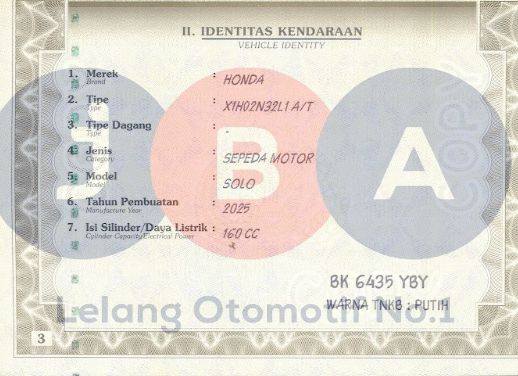 II. IDENTITAS KENDARAAN
VEHICLE IDENTITY
1. Merek : HONDA
Brand
2. Tipe : X1H02N32L1 A/T
Type
3. Tipe Dagang : -
Type
4. Jenis : SEPEDA MOTOR
Category
5. Model : SOLO
Model
6. Tahun Pembuatan : 2025
Manufacture Year
7. Isi Silinder/Daya Listrik : 160 CC
Cylinder Capacity/Electrical Power
BK 6435 YBY
WARNA TNKB : PUTIH
3
BA
Lelang Otomotif No.1
COPY